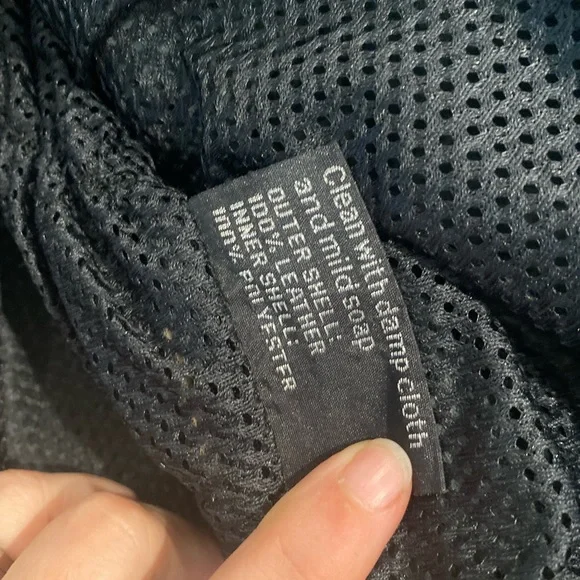 Clean with damp cloth
and mild soap
OUTER SHELL:
100% LEATHER
INNER SHELL:
100% POLYESTER